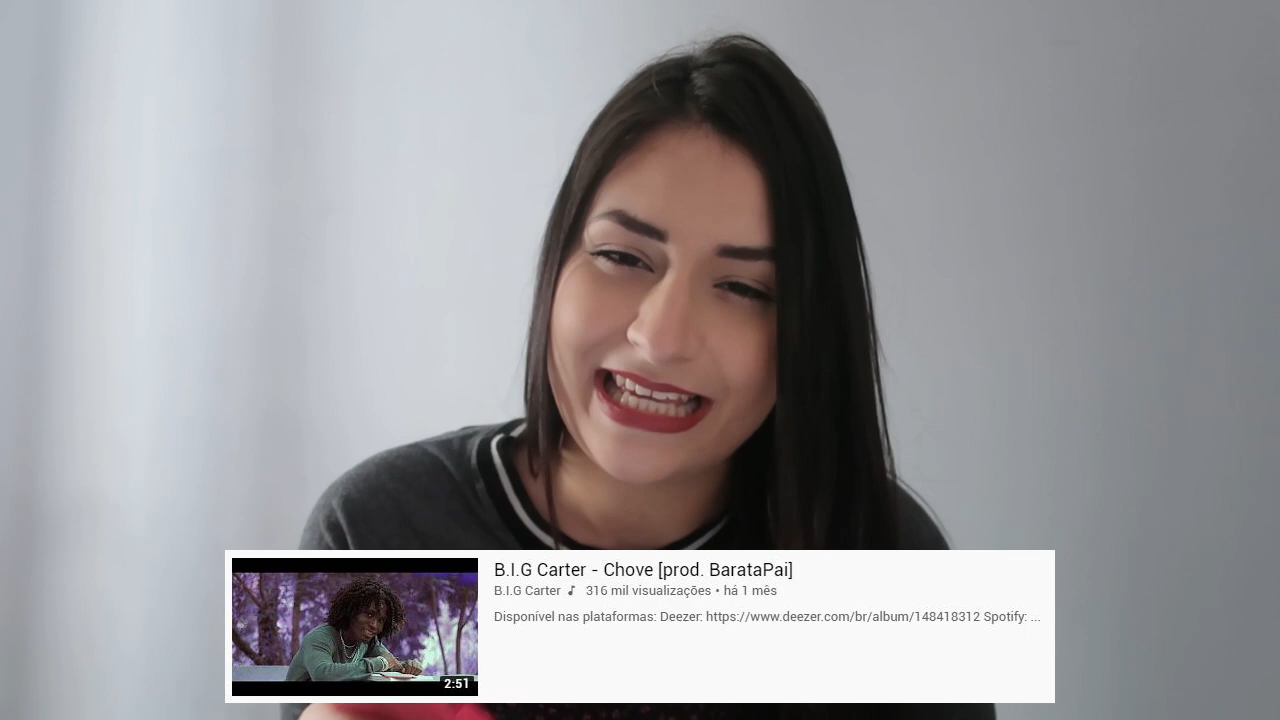 B.I.G Carter - Chove [prod. BarataPai]
B.I.G Carter 316 mil visualizações • há 1 mês
Disponível nas plataformas: Deezer: https://www.deezer.com/br/album/148418312 Spotify: ...
2:51